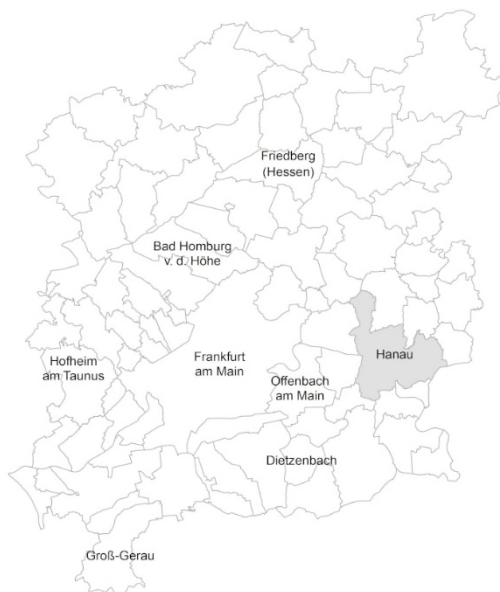 Friedberg
(Hessen)
Bad Homburg
v. d. Höhe
Hofheim
am Taunus
Frankfurt
am Main
Hanau
Offenbach
am Main
Dietzenbach
Groß-Gerau